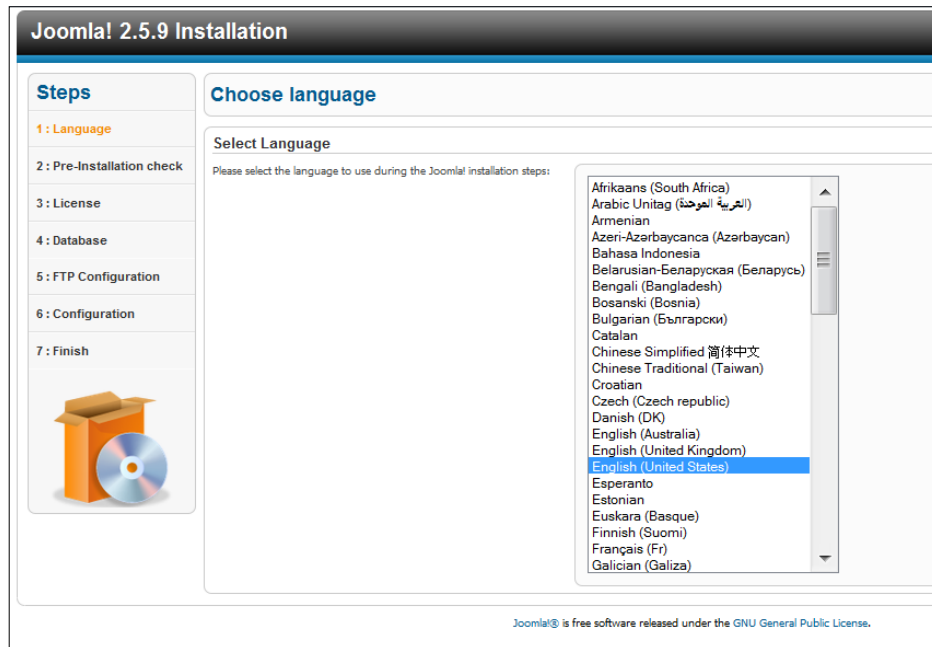 Joomla! 2.5.9 Installation
Steps
1 : Language
2 : Pre-Installation check
3 : License
4 : Database
5 : FTP Configuration
6 : Configuration
7 : Finish
Choose language
Select Language
Please select the language to use during the Joomla! installation steps:
Afrikaans (South Africa)
Arabic Unitag (العربية الموحدة)
Armenian
Azeri-Azərbaycanca (Azərbaycan)
Bahasa Indonesia
Belarusian-Беларуская (Беларусь)
Bengali (Bangladesh)
Bosanski (Bosnia)
Bulgarian (Български)
Catalan
Chinese Simplified 简体中文
Chinese Traditional (Taiwan)
Croatian
Czech (Czech republic)
Danish (DK)
English (Australia)
English (United Kingdom)
English (United States)
Esperanto
Estonian
Euskara (Basque)
Finnish (Suomi)
Français (Fr)
Galician (Galiza)
Joomla!® is free software released under the GNU General Public License.